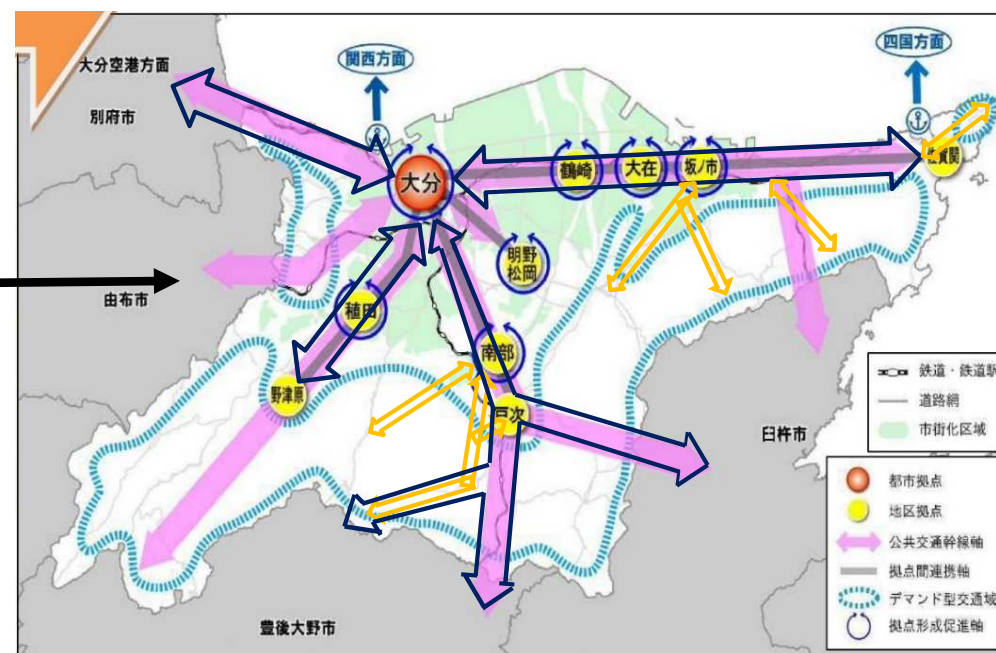 関西方面
四国方面
大分空港方面
別府市
大分
鶴崎
大在
坂ノ市
佐賀関
明野
松岡
由布市
稙田
南部
野津原
戸次
臼杵市
豊後大野市
鉄道・鉄道駅
道路網
市街化区域
都市拠点
地区拠点
公共交通幹線軸
拠点間連携軸
デマンド型交通域
拠点形成促進軸